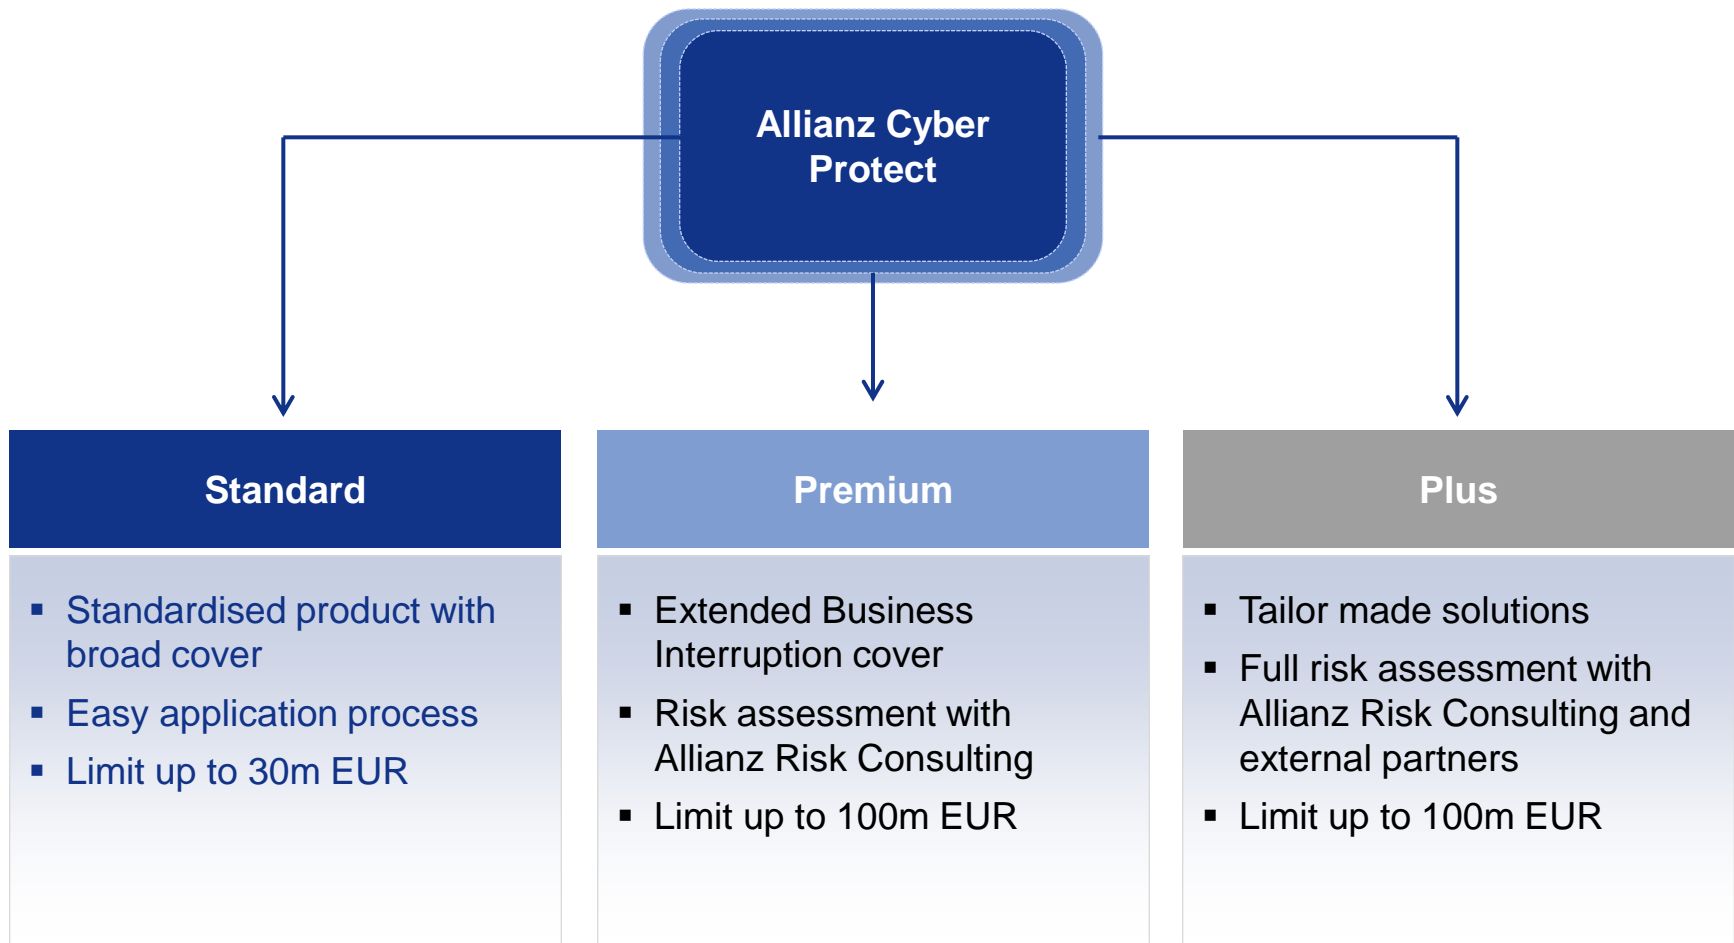 Allianz Cyber
Protect
Standard
▪ Standardised product with
broad cover
▪ Easy application process
▪ Limit up to 30m EUR
Premium
▪ Extended Business
Interruption cover
▪ Risk assessment with
Allianz Risk Consulting
▪ Limit up to 100m EUR
Plus
▪ Tailor made solutions
▪ Full risk assessment with
Allianz Risk Consulting and
external partners
▪ Limit up to 100m EUR